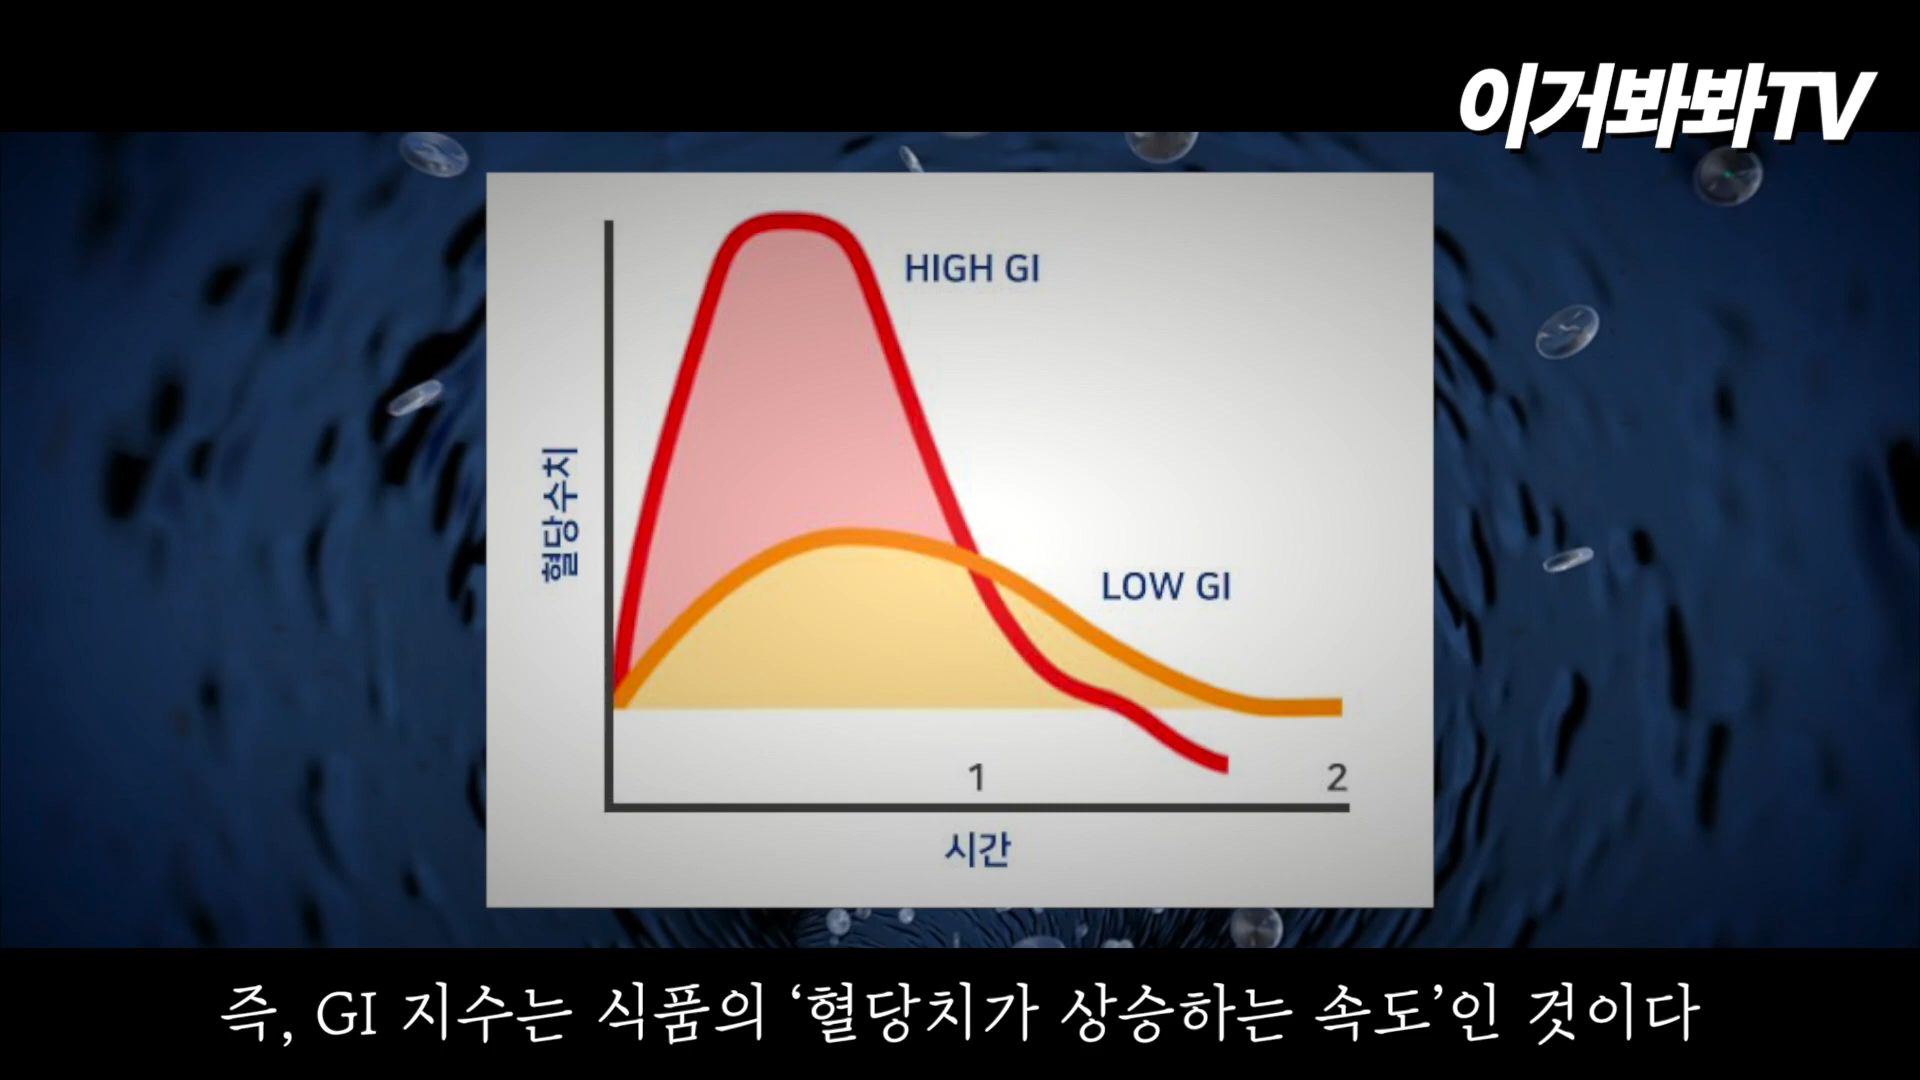 이거봐봐TV
HIGH GI
혈당수치
LOW GI
1
2
시간
즉, GI 지수는 식품의 ‘혈당치가 상승하는 속도’인 것이다